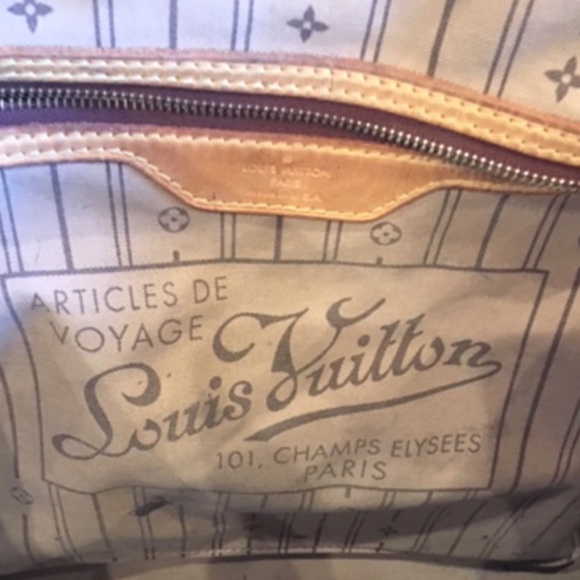 LOUIS VUITTON
PARIS
ARTICLES DE
VOYAGE
Louis Vuitton
101, CHAMPS ELYSEES
PARIS